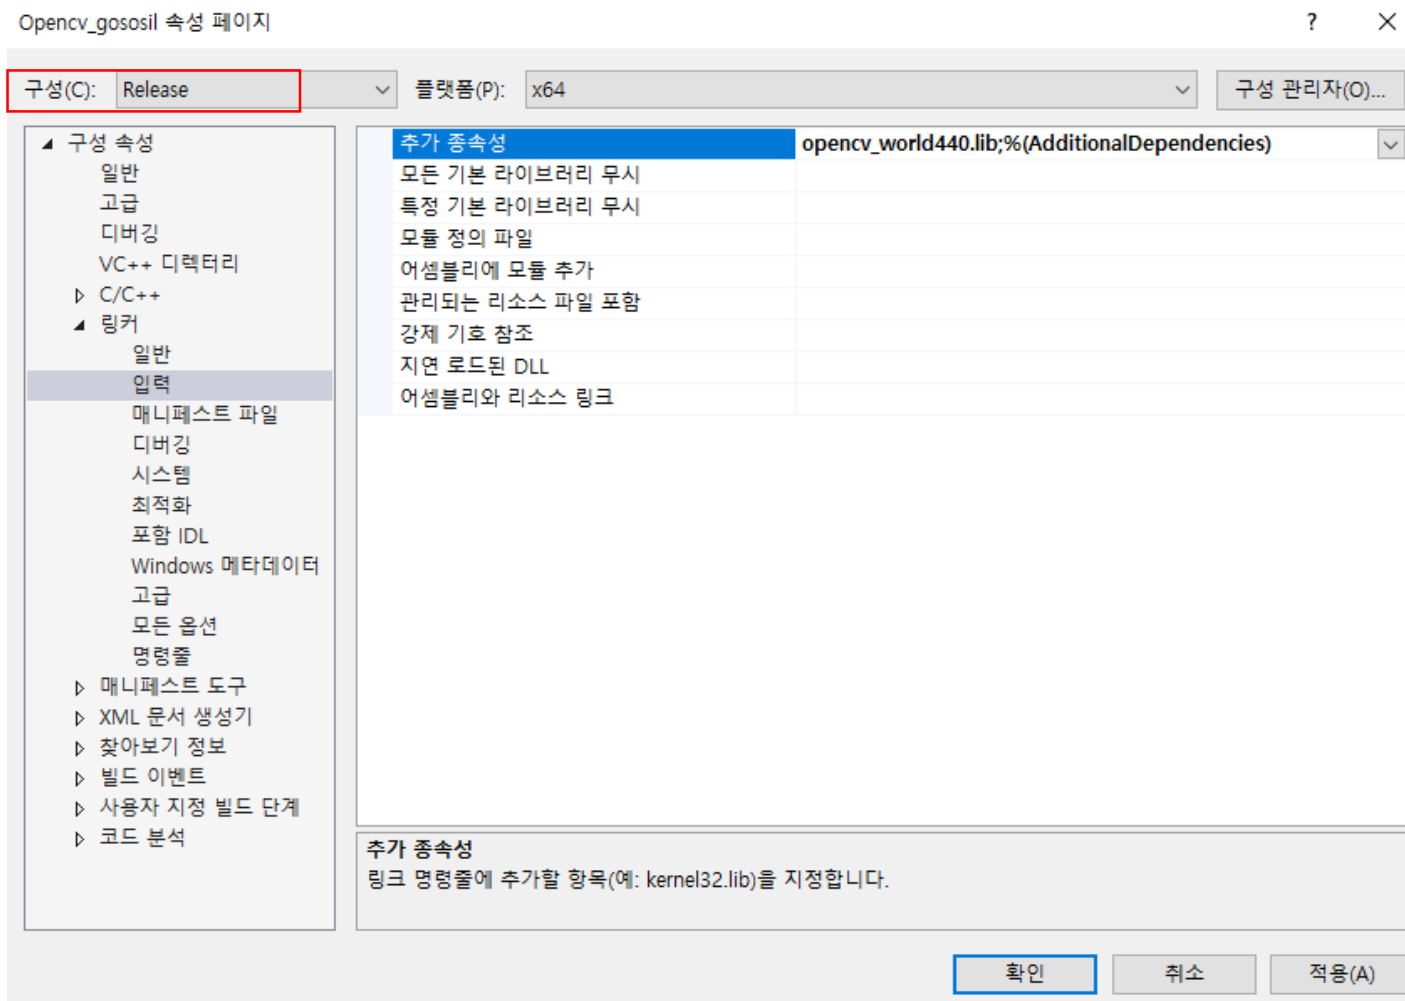 Opencv_gososil 속성 페이지
구성(C): Release 플랫폼(P): x64 구성 관리자(O)...
구성 속성
일반
고급
디버깅
VC++ 디렉터리
C/C++
링커
일반
입력
매니페스트 파일
디버깅
시스템
최적화
포함 IDL
Windows 메타데이터
고급
모든 옵션
명령줄
매니페스트 도구
XML 문서 생성기
찾아보기 정보
빌드 이벤트
사용자 지정 빌드 단계
코드 분석
추가 종속성 opencv_world440.lib;%(AdditionalDependencies)
모든 기본 라이브러리 무시
특정 기본 라이브러리 무시
모듈 정의 파일
어셈블리에 모듈 추가
관리되는 리소스 파일 포함
강제 기호 참조
지연 로드된 DLL
어셈블리와 리소스 링크
추가 종속성
링크 명령줄에 추가할 항목(예: kernel32.lib)을 지정합니다.
확인 취소 적용(A)